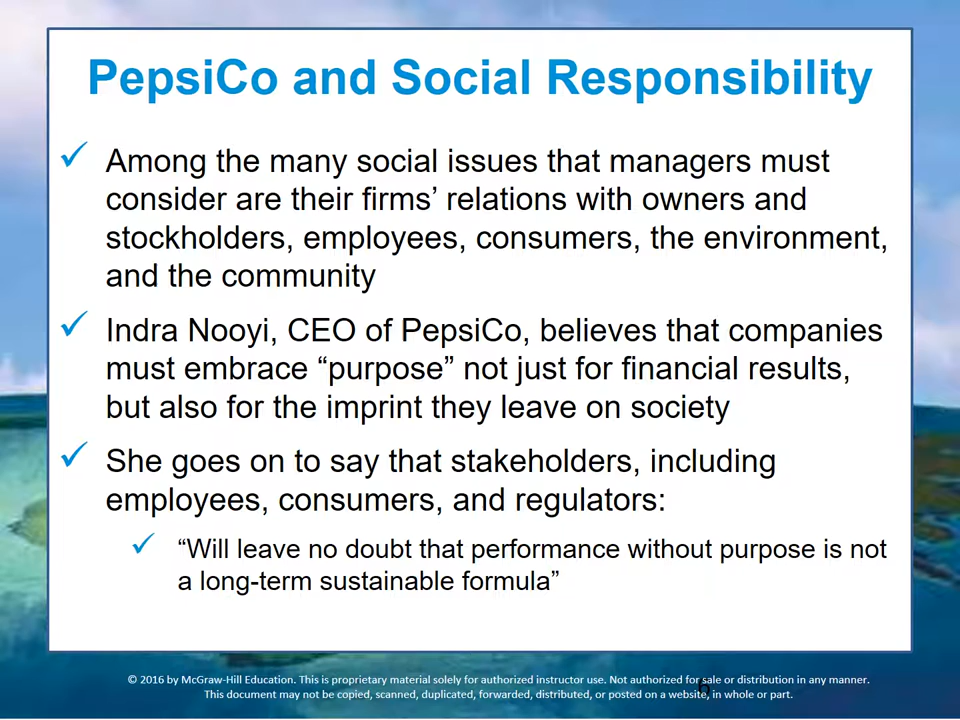 PepsiCo and Social Responsibility
✓ Among the many social issues that managers must
consider are their firms’ relations with owners and
stockholders, employees, consumers, the environment,
and the community
✓ Indra Nooyi, CEO of PepsiCo, believes that companies
must embrace “purpose” not just for financial results,
but also for the imprint they leave on society
✓ She goes on to say that stakeholders, including
employees, consumers, and regulators:
✓ “Will leave no doubt that performance without purpose is not
a long-term sustainable formula”
© 2016 by McGraw-Hill Education. This is proprietary material solely for authorized instructor use. Not authorized for sale or distribution in any manner.
This document may not be copied, scanned, duplicated, forwarded, distributed, or posted on a website, in whole or part.
6